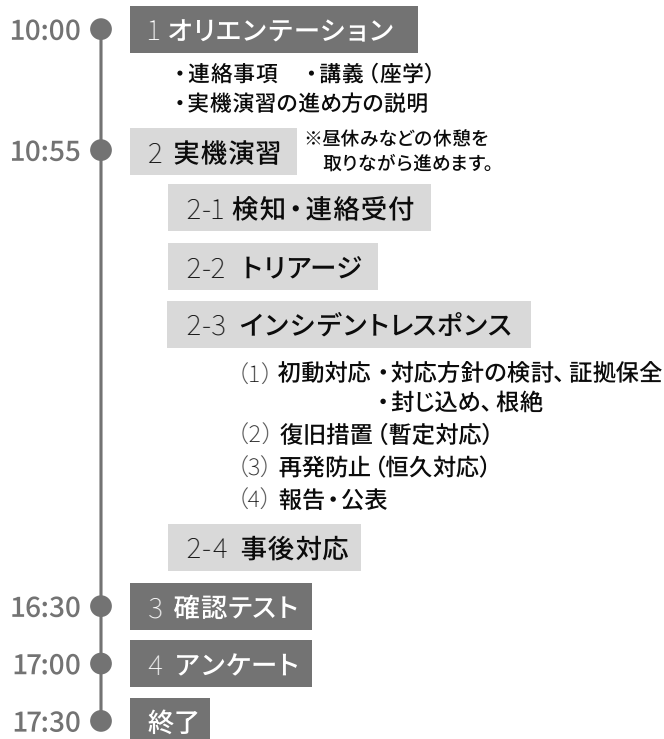 10:00 1 オリエンテーション
・連絡事項 ・講義(座学)
・実機演習の進め方の説明
10:55 2 実機演習 ※昼休みなどの休憩を
取りながら進めます。
2-1 検知・連絡受付
2-2 トリアージ
2-3 インシデントレスポンス
(1) 初動対応 ・対応方針の検討、証拠保全
・封じ込め、根絶
(2) 復旧措置(暫定対応)
(3) 再発防止(恒久対応)
(4) 報告・公表
2-4 事後対応
16:30 3 確認テスト
17:00 4 アンケート
17:30 終了